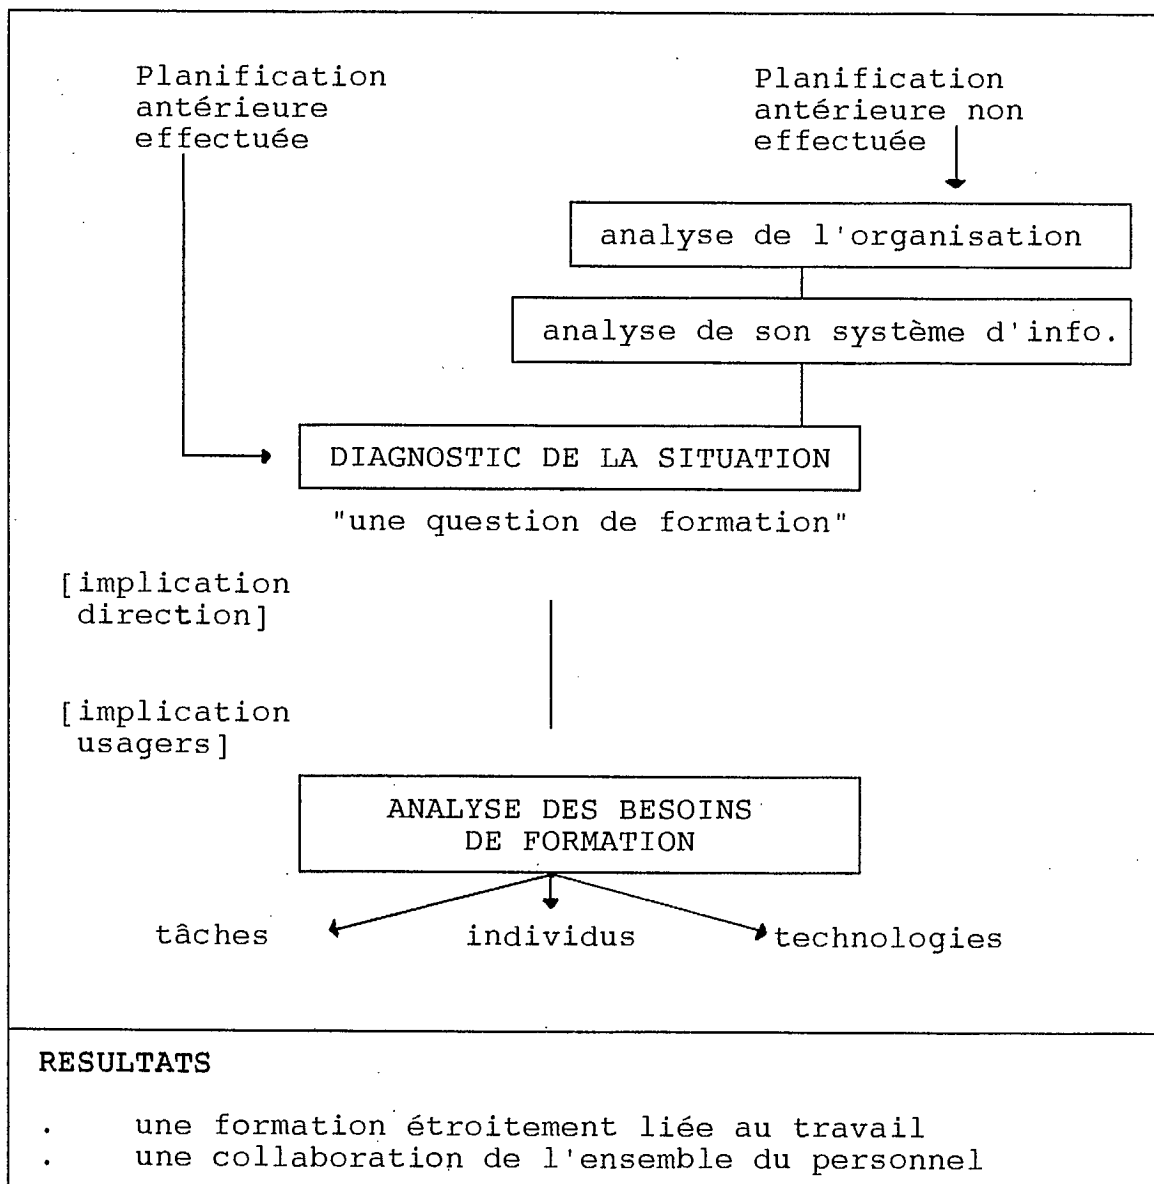 Planification
antérieure
effectuée
Planification
antérieure non
effectuée
analyse de l'organisation
analyse de son système d'info.
DIAGNOSTIC DE LA SITUATION
"une question de formation"
[implication
direction]
[implication
usagers]
ANALYSE DES BESOINS
DE FORMATION
tâches
individus
technologies
RESULTATS
. une formation étroitement liée au travail
. une collaboration de l'ensemble du personnel